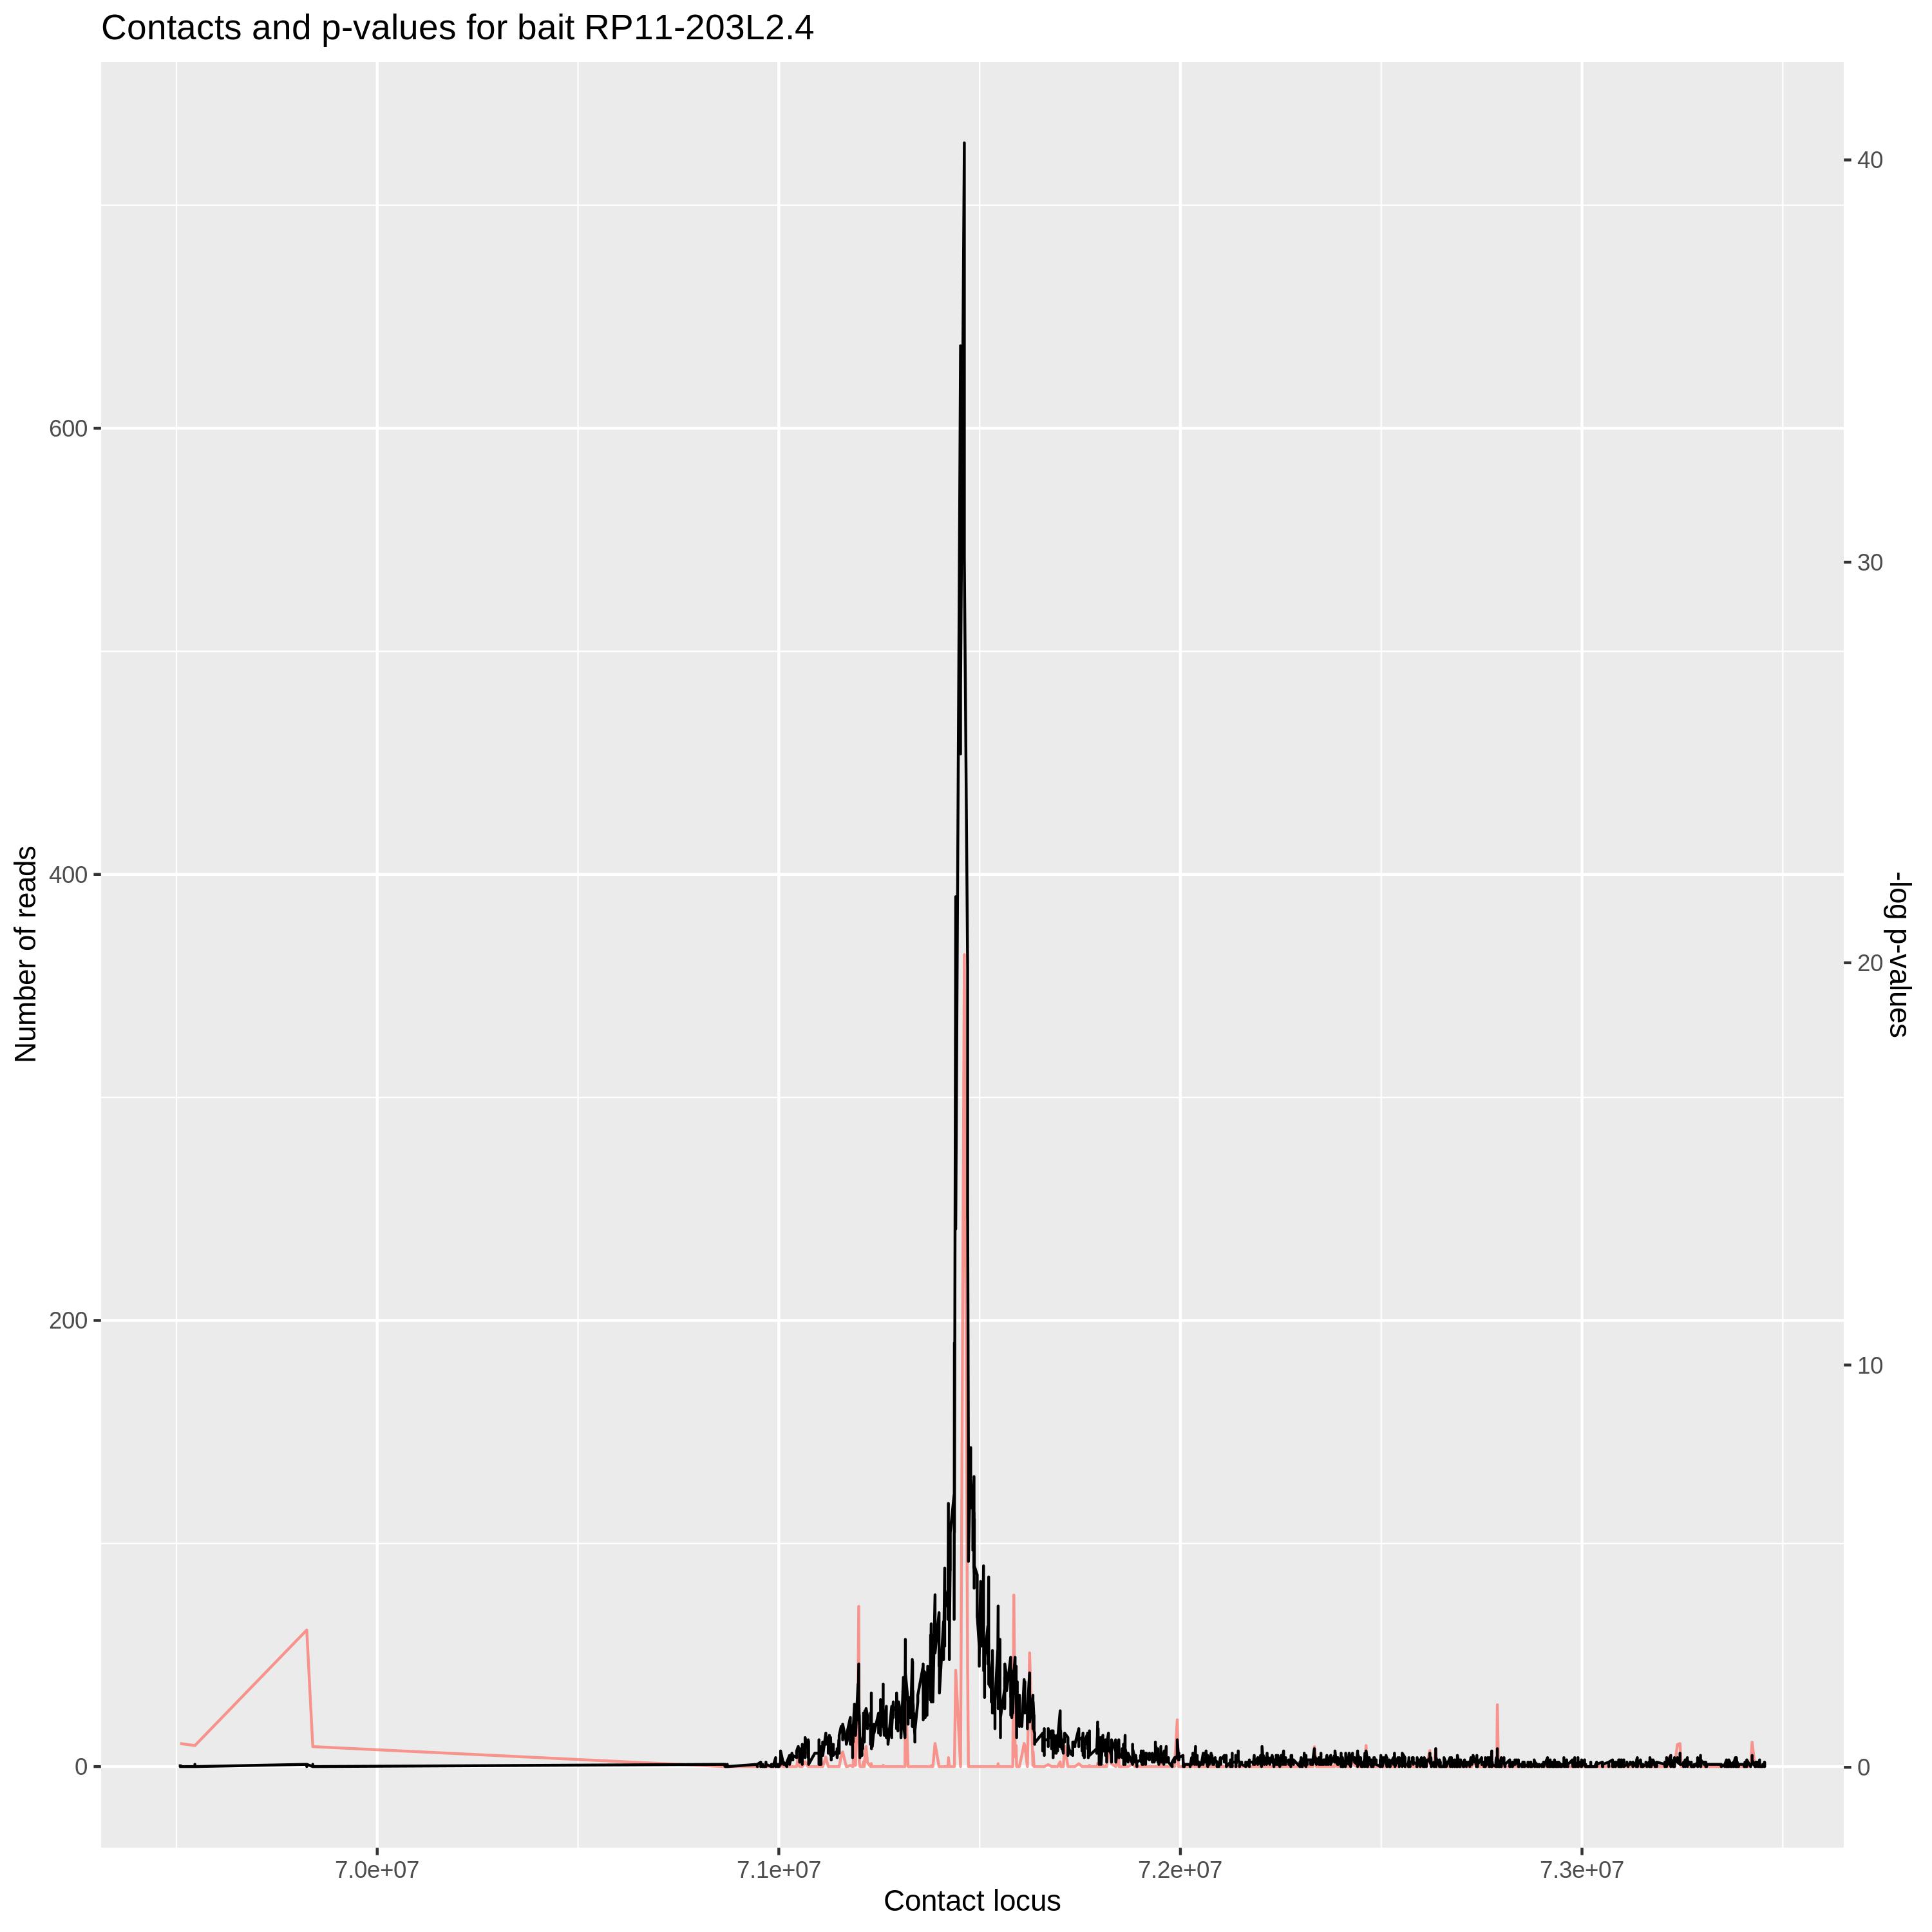 Contacts and p-values for bait RP11-203L2.4
Number of reads
600
400
200
0
40
30
20
10
0
-log p-values
7.0e+07 7.1e+07 7.2e+07 7.3e+07
Contact locus